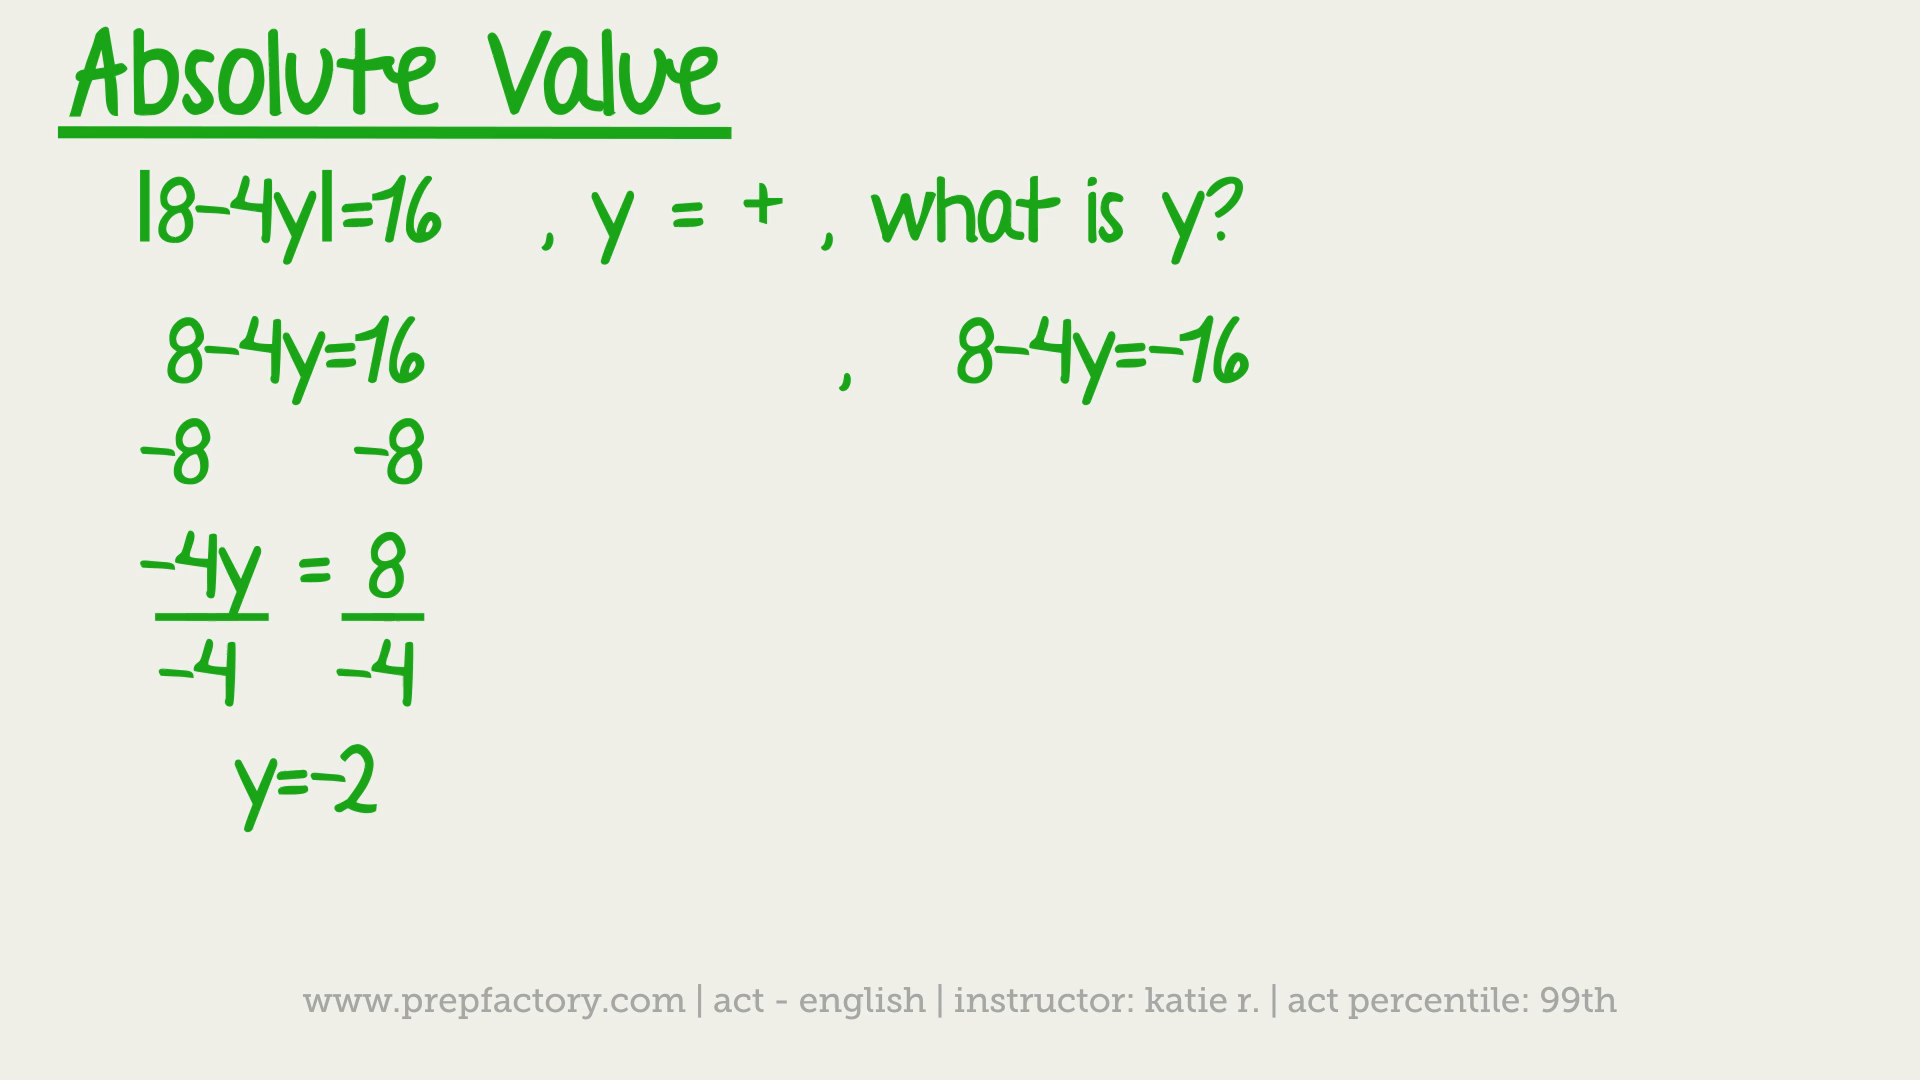 Absolute Value
|8-4y|=16 , y = + , what is y?
8-4y=16 , 8-4y=-16
-8 -8
-4y = 8
-4 -4
y=-2
www.prepfactory.com | act - english | instructor: katie r. | act percentile: 99th